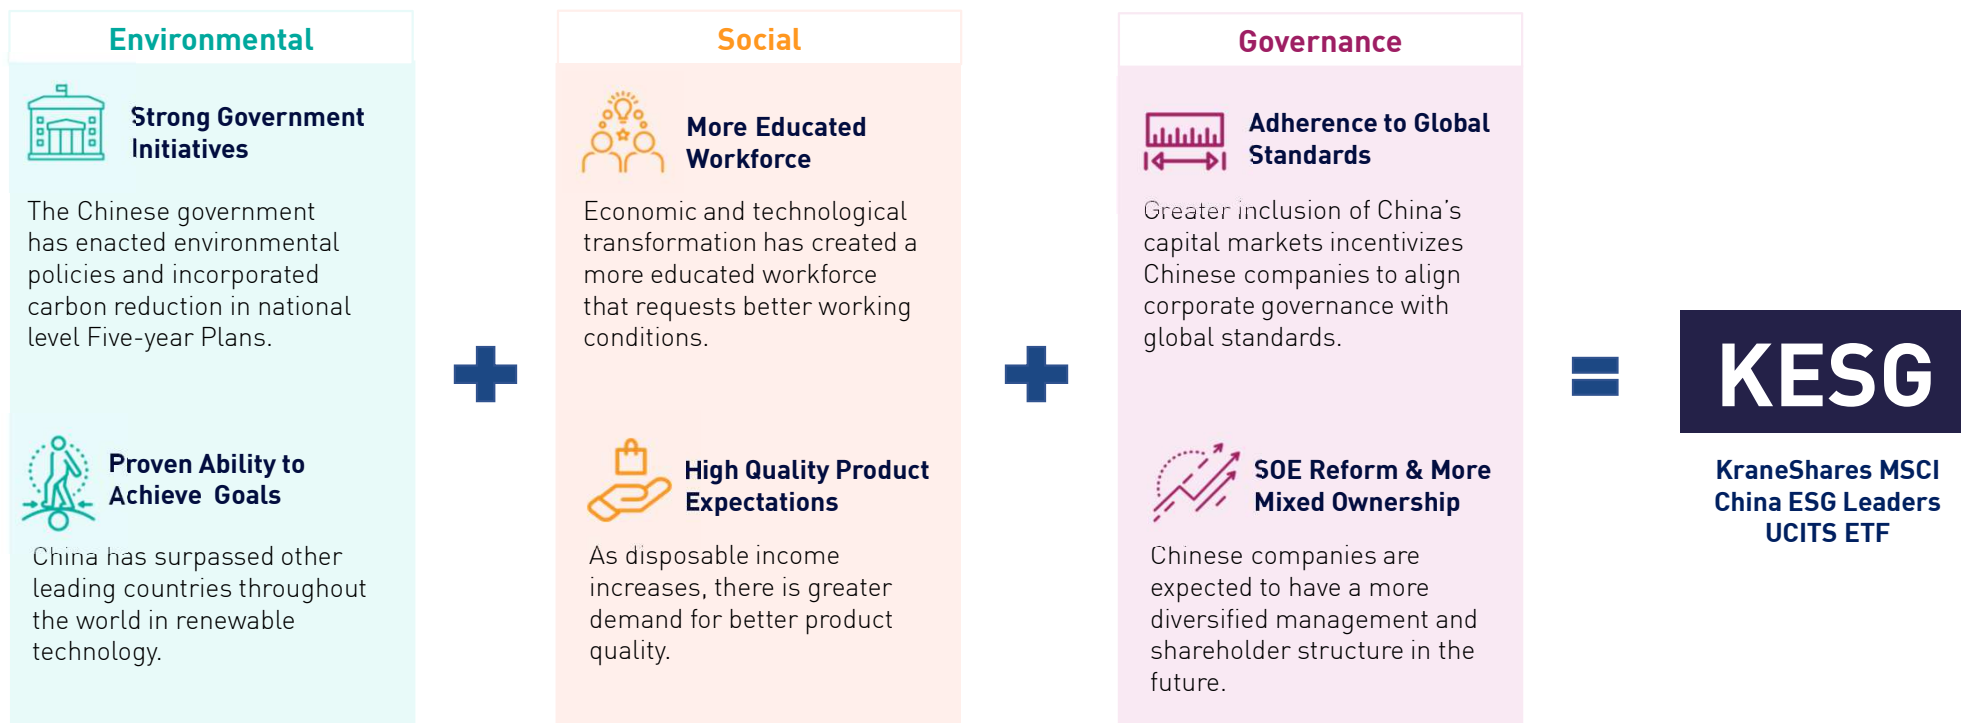 Environmental
Strong Government
Initiatives
The Chinese government
has enacted environmental
policies and incorporated
carbon reduction in national
level Five-year Plans.
Proven Ability to
Achieve Goals
China has surpassed other
leading countries throughout
the world in renewable
technology.
Social
More Educated
Workforce
Economic and technological
transformation has created a
more educated workforce
that requests better working
conditions.
High Quality Product
Expectations
As disposable income
increases, there is greater
demand for better product
quality.
Governance
Adherence to Global
Standards
Greater inclusion of China’s
capital markets incentivizes
Chinese companies to align
corporate governance with
global standards.
SOE Reform & More
Mixed Ownership
Chinese companies are
expected to have a more
diversified management and
shareholder structure in the
future.
KESG
KraneShares MSCI
China ESG Leaders
UCITS ETF